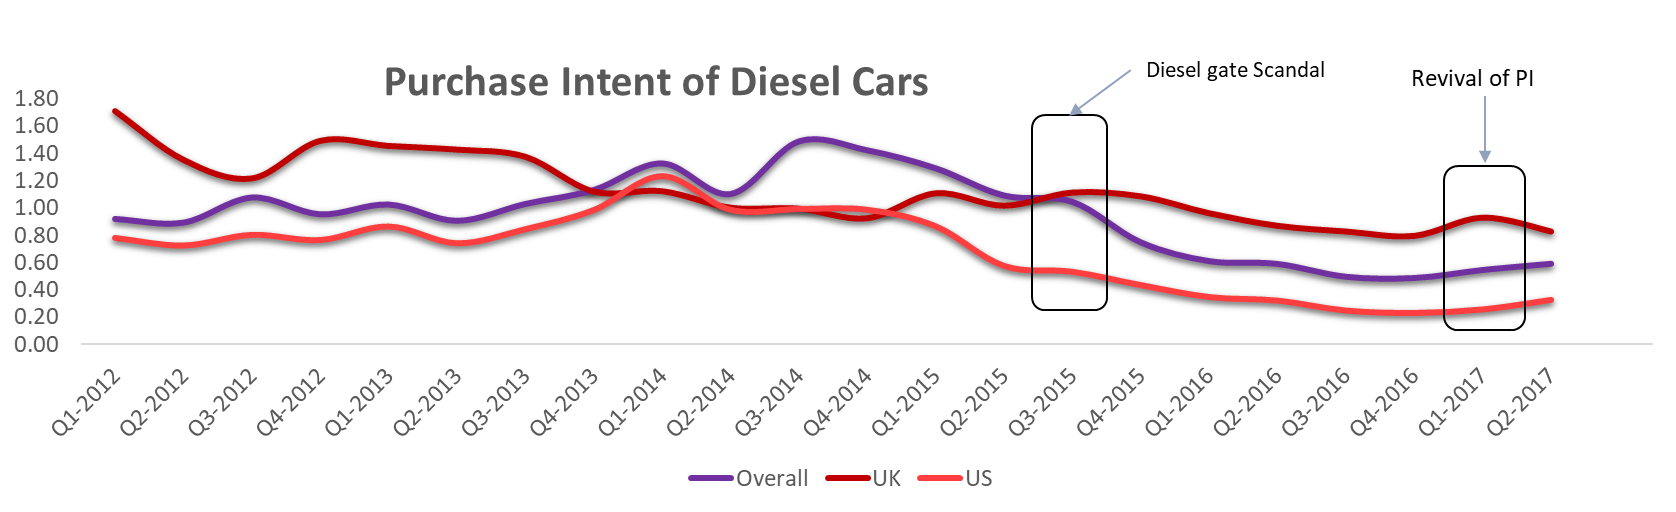 Purchase Intent of Diesel Cars
Diesel gate Scandal
Revival of PI
1.80
1.60
1.40
1.20
1.00
0.80
0.60
0.40
0.20
0.00
Q1-2012
Q2-2012
Q3-2012
Q4-2012
Q1-2013
Q2-2013
Q3-2013
Q4-2013
Q1-2014
Q2-2014
Q3-2014
Q4-2014
Q1-2015
Q2-2015
Q3-2015
Q4-2015
Q1-2016
Q2-2016
Q3-2016
Q4-2016
Q1-2017
Q2-2017
Overall
UK
US